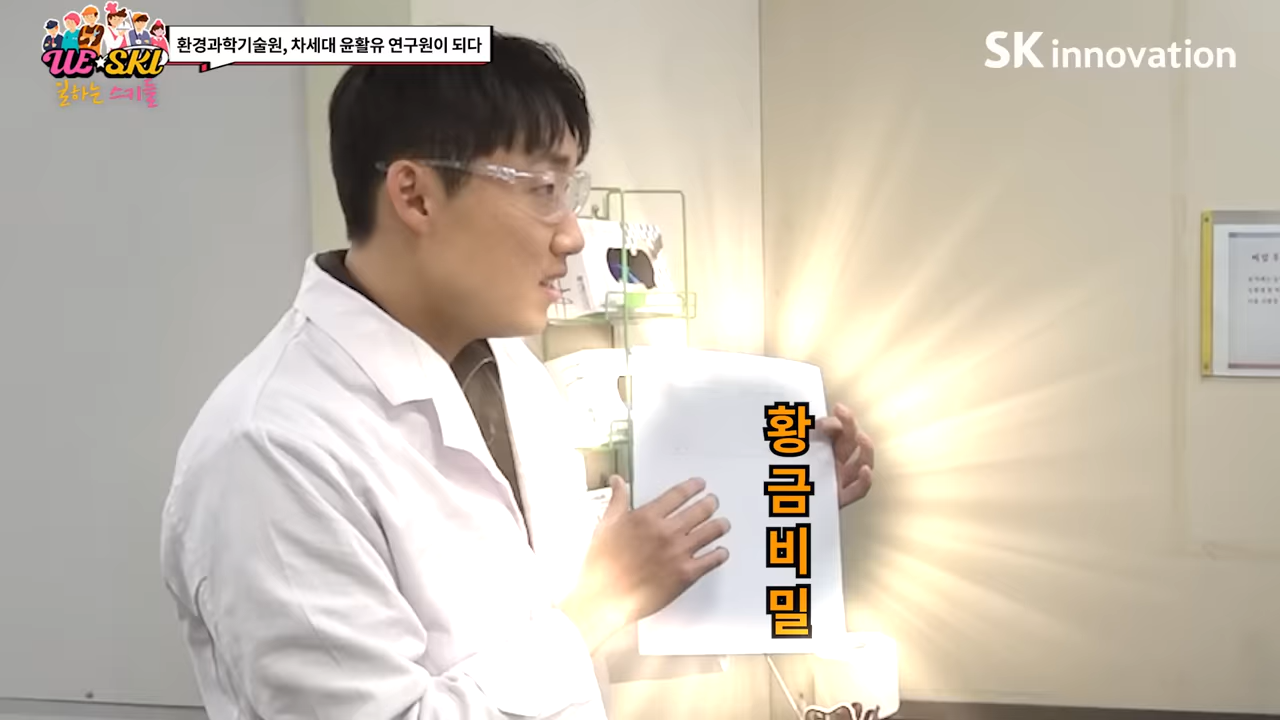 WE★SKI
일하는 스키들
환경과학기술원, 차세대 윤활유 연구원이 되다
SK innovation
황
금
비
밀